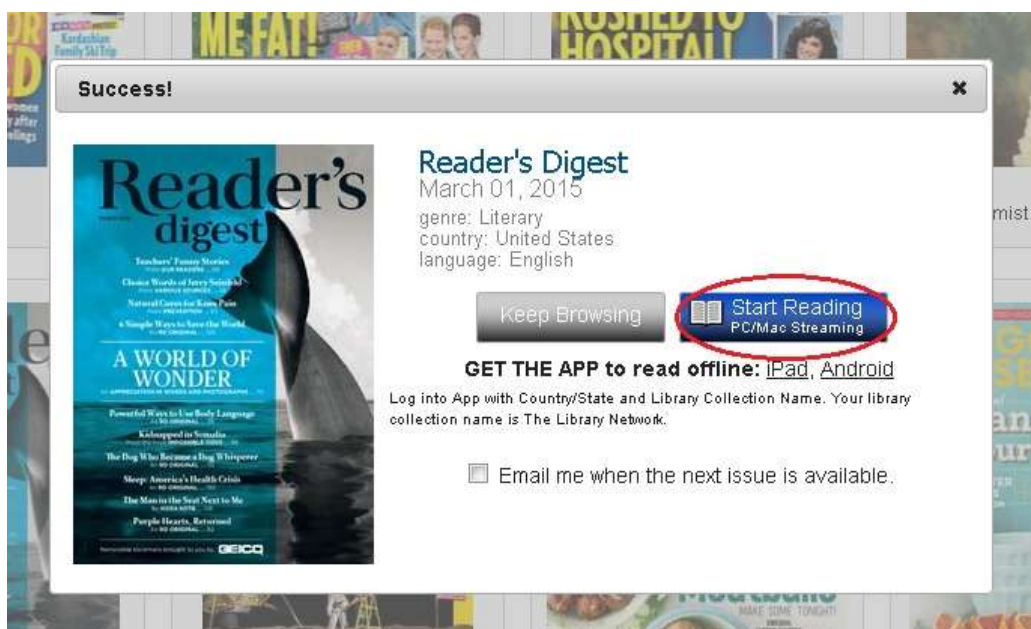 Kardashian
Family Ski Trip
ME FAT!
RUSHED TO
HOSPITAL!
Success!
Reader's
digest
Teachers' Funny Stories
Choice Words of Jerry Seinfeld
Natural Cures for Knee Pain
6 Simple Ways to Save the World
A WORLD OF
WONDER
Powerful Ways to Use Body Language
Kidnapped in Somalia
The Dog Who Became a Dog Whisperer
Sleep: America's Health Crisis
The Man in the Seat Next to Me
Purple Hearts, Returned
GEICO
Reader's Digest
March 01, 2015
genre: Literary
country: United States
language: English
Keep Browsing
Start Reading
PC/Mac Streaming
GET THE APP to read offline: iPad, Android
Log into App with Country/State and Library Collection Name. Your library
collection name is The Library Network.
Email me when the next issue is available.
mist
Meatballs
MAKE SOME TONIGHT!